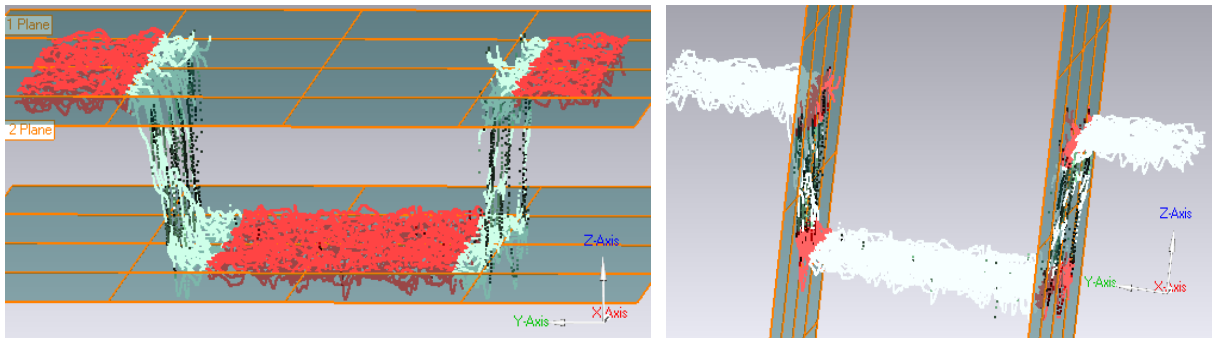 1 Plane
2 Plane
Z-Axis
Y-Axis
X-Axis
Z-Axis
Y-Axis
X-Axis